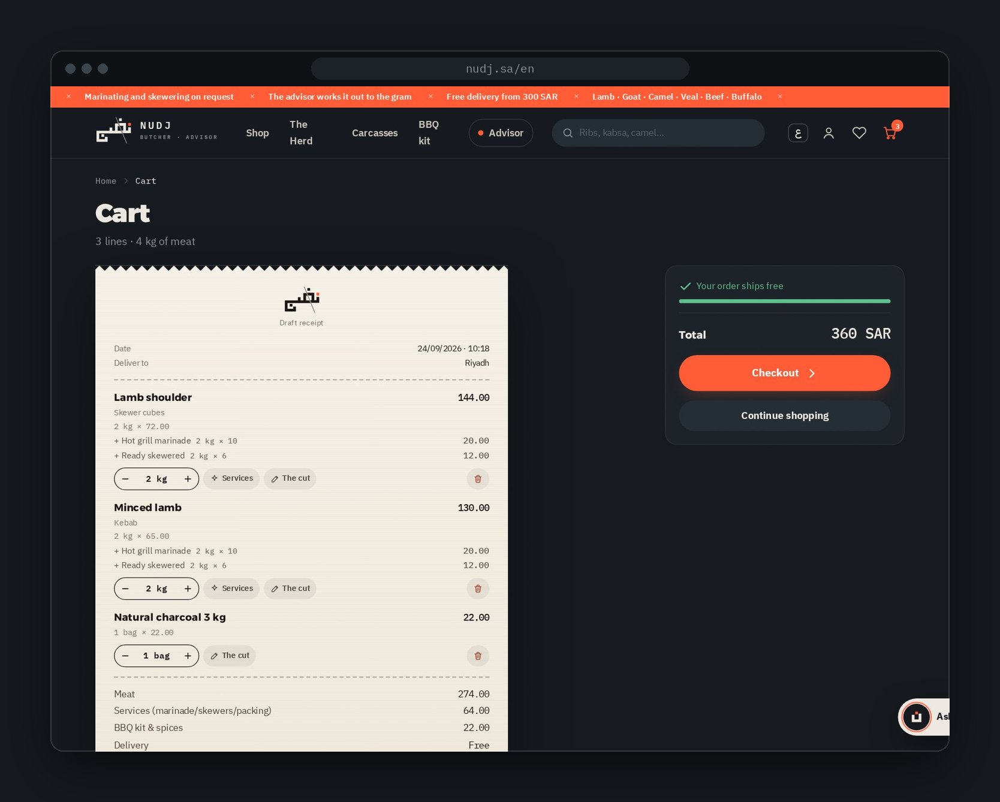 nudj.sa/en
× Marinating and skewering on request × The advisor works it out to the gram × Free delivery from 300 SAR × Lamb · Goat · Camel · Veal · Beef · Buffalo ×
NUDJ
BUTCHER · ADVISOR
Shop
The Herd
Carcasses
BBQ kit
Advisor
Ribs, kabsa, camel...
ع
3
Home > Cart
Cart
3 lines · 4 kg of meat
Draft receipt
Date 24/09/2026 · 10:18
Deliver to Riyadh
Lamb shoulder 144.00
Skewer cubes
2 kg × 72.00
+ Hot grill marinade 2 kg × 10 20.00
+ Ready skewered 2 kg × 6 12.00
− 2 kg + Services The cut
Minced lamb 130.00
Kebab
2 kg × 65.00
+ Hot grill marinade 2 kg × 10 20.00
+ Ready skewered 2 kg × 6 12.00
− 2 kg + Services The cut
Natural charcoal 3 kg 22.00
1 bag × 22.00
− 1 bag + The cut
Meat 274.00
Services (marinade/skewers/packing) 64.00
BBQ kit & spices 22.00
Delivery Free
Your order ships free
Total 360 SAR
Checkout
Continue shopping